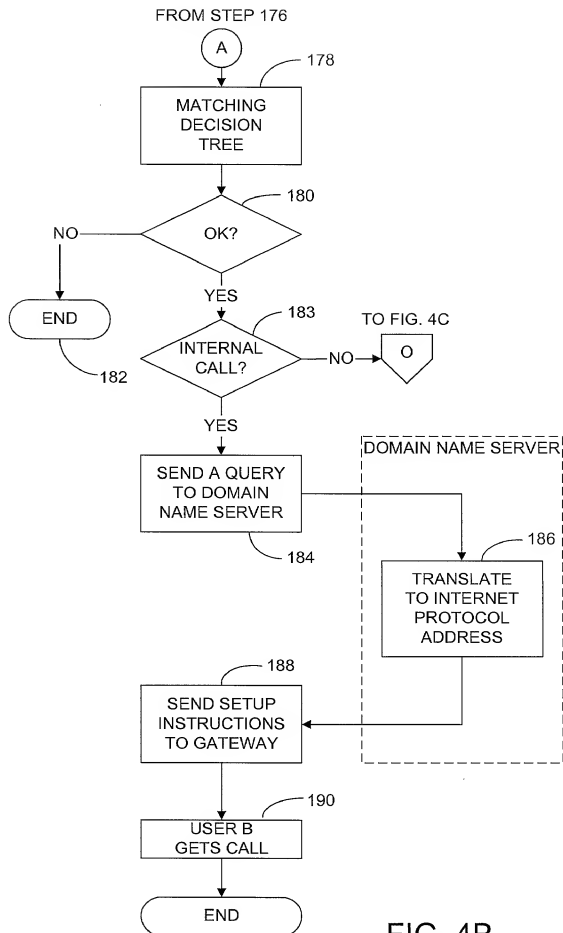 FROM STEP 176
A
178
MATCHING
DECISION
TREE
180
OK?
NO
YES
END
182
183
INTERNAL
CALL?
NO
TO FIG. 4C
O
YES
SEND A QUERY
TO DOMAIN
NAME SERVER
184
DOMAIN NAME SERVER
186
TRANSLATE
TO INTERNET
PROTOCOL
ADDRESS
188
SEND SETUP
INSTRUCTIONS
TO GATEWAY
190
USER B
GETS CALL
END
FIG. 4B